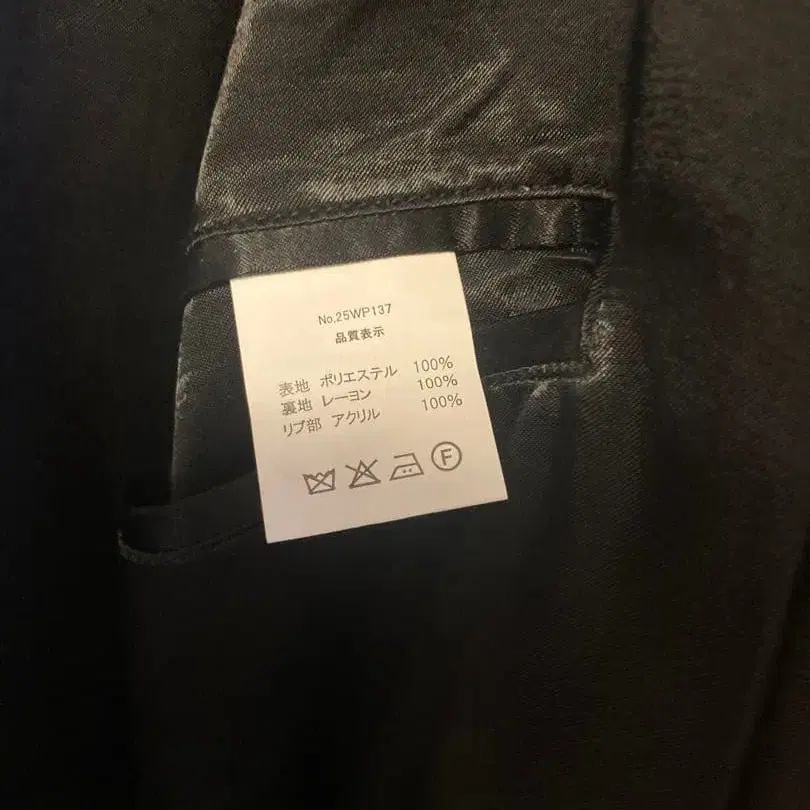 No.25WP137
品質表示
表地 ポリエステル 100%
裏地 レーヨン 100%
リブ部 アクリル 100%
F